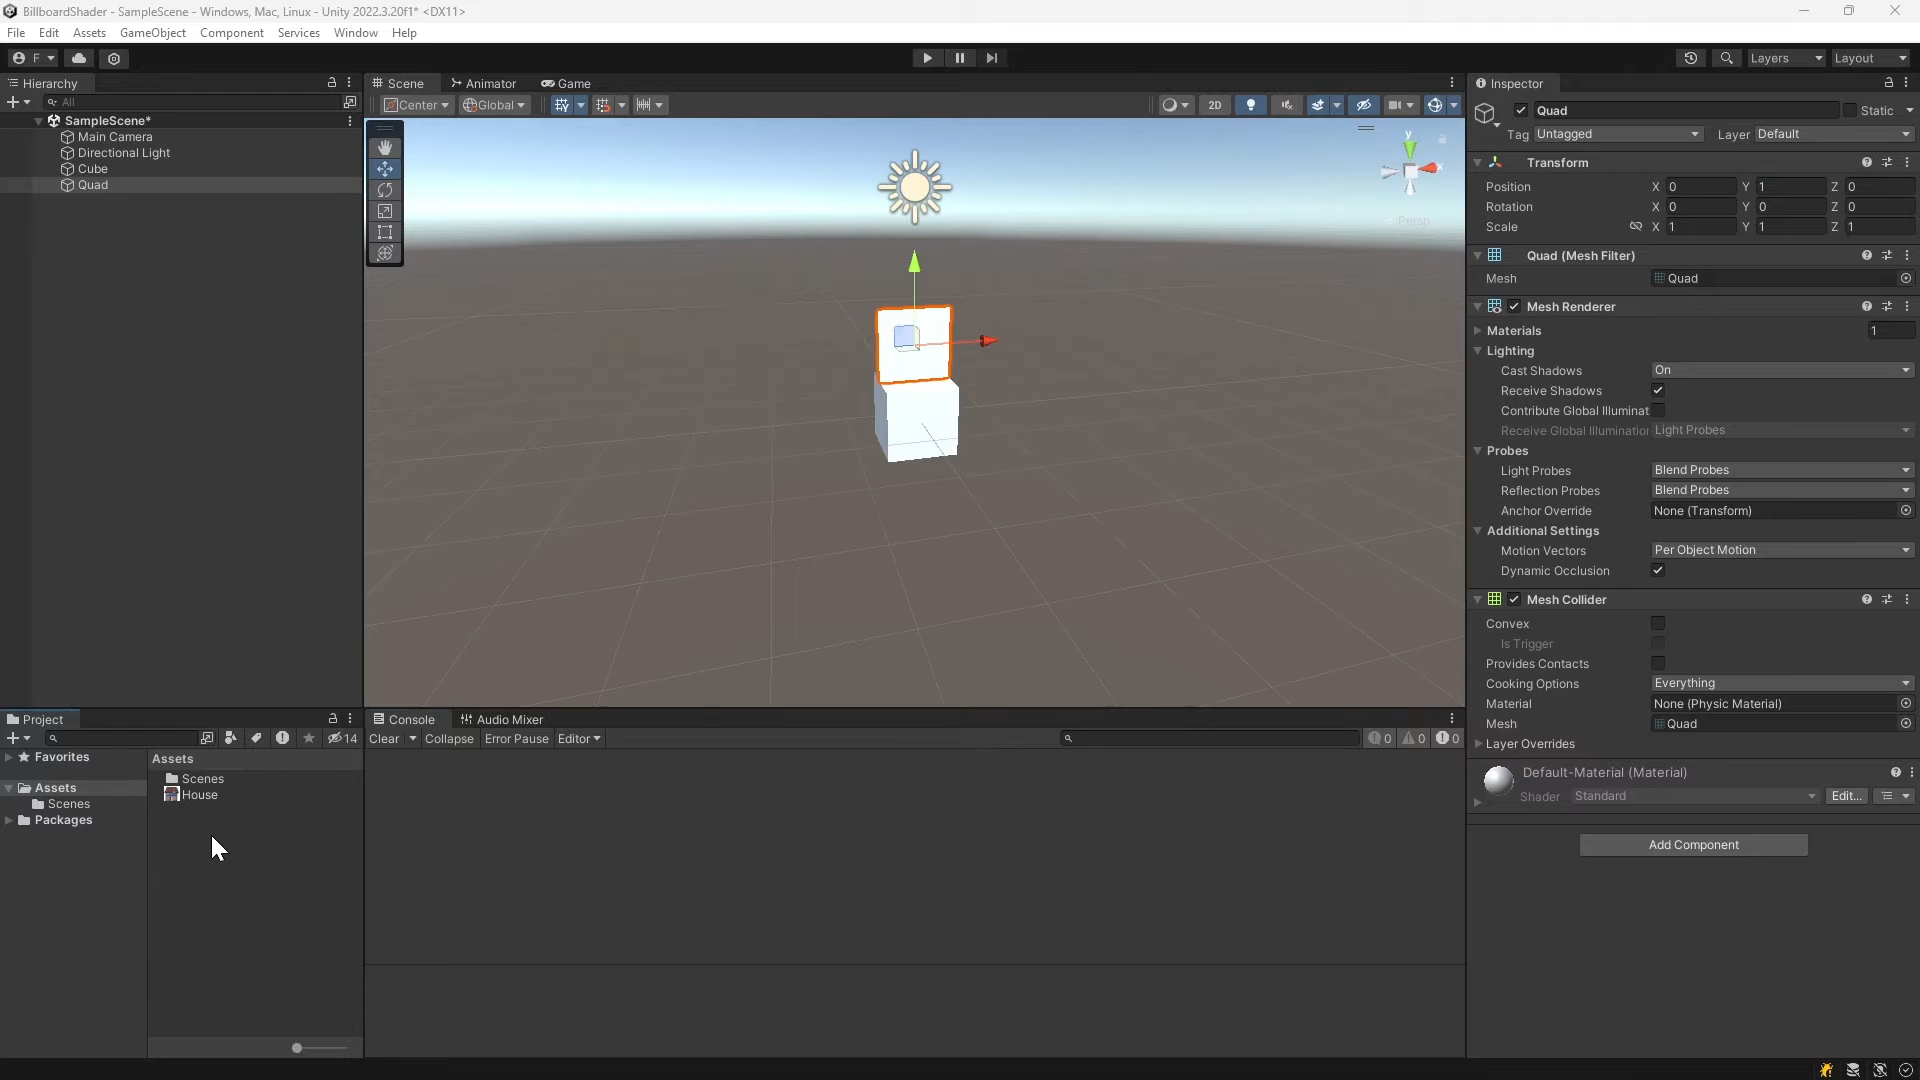 BillboardShader - SampleScene - Windows, Mac, Linux - Unity 2022.3.20f1* <DX11>
File Edit Assets GameObject Component Services Window Help
F Layers Layout
Hierarchy
All
SampleScene*
Main Camera
Directional Light
Cube
Quad
Scene Animator Game
Center Global 2D
y
Persp
Inspector
Quad Static
Tag Untagged Layer Default
Transform
Position X 0 Y 1 Z 0
Rotation X 0 Y 0 Z 0
Scale X 1 Y 1 Z 1
Quad (Mesh Filter)
Mesh Quad
Mesh Renderer
Materials 1
Lighting
Cast Shadows On
Receive Shadows
Contribute Global Illuminat
Receive Global Illumination Light Probes
Probes
Light Probes Blend Probes
Reflection Probes Blend Probes
Anchor Override None (Transform)
Additional Settings
Motion Vectors Per Object Motion
Dynamic Occlusion
Mesh Collider
Convex
Is Trigger
Provides Contacts
Cooking Options Everything
Material None (Physic Material)
Mesh Quad
Layer Overrides
Default-Material (Material)
Shader Standard Edit...
Add Component
Project
14
Favorites
Assets
Scenes
Packages
Assets
Scenes
House
Console Audio Mixer
Clear Collapse Error Pause Editor 0 0 0